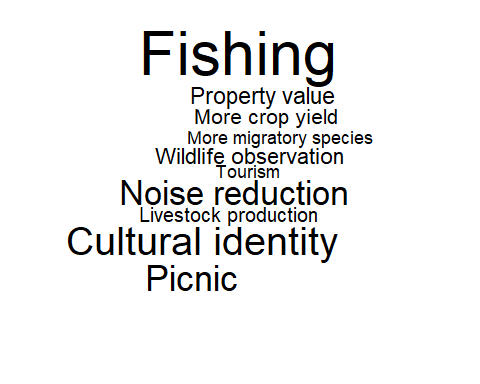 Fishing
Property value
More crop yield
More migratory species
Wildlife observation
Tourism
Noise reduction
Livestock production
Cultural identity
Picnic